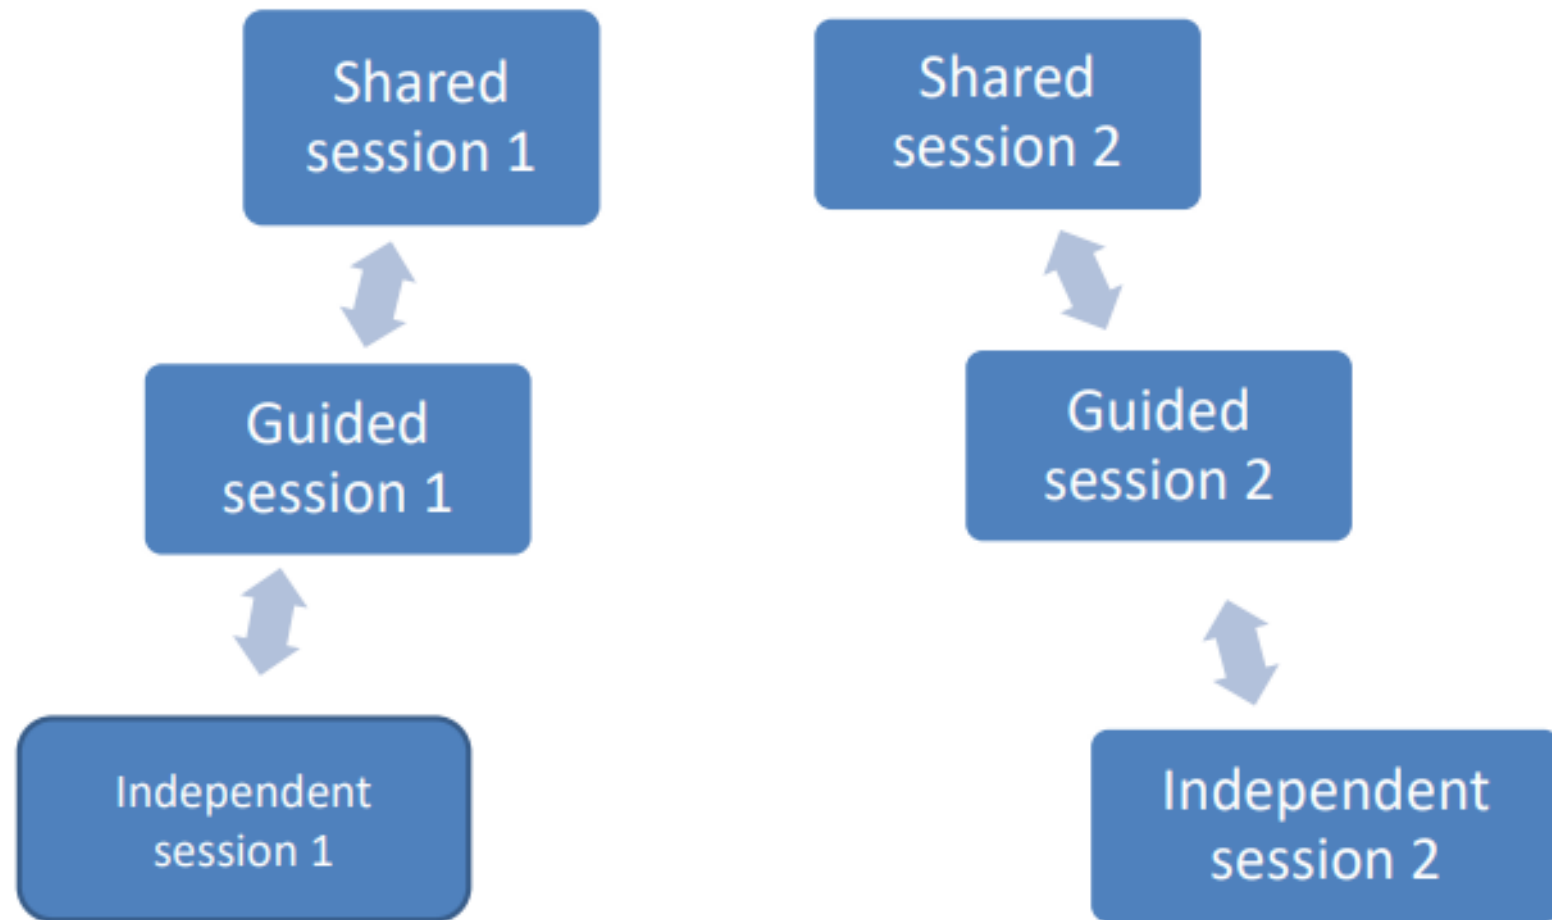 Shared
session 1
Shared
session 2
Guided
session 1
Guided
session 2
Independent
session 1
Independent
session 2